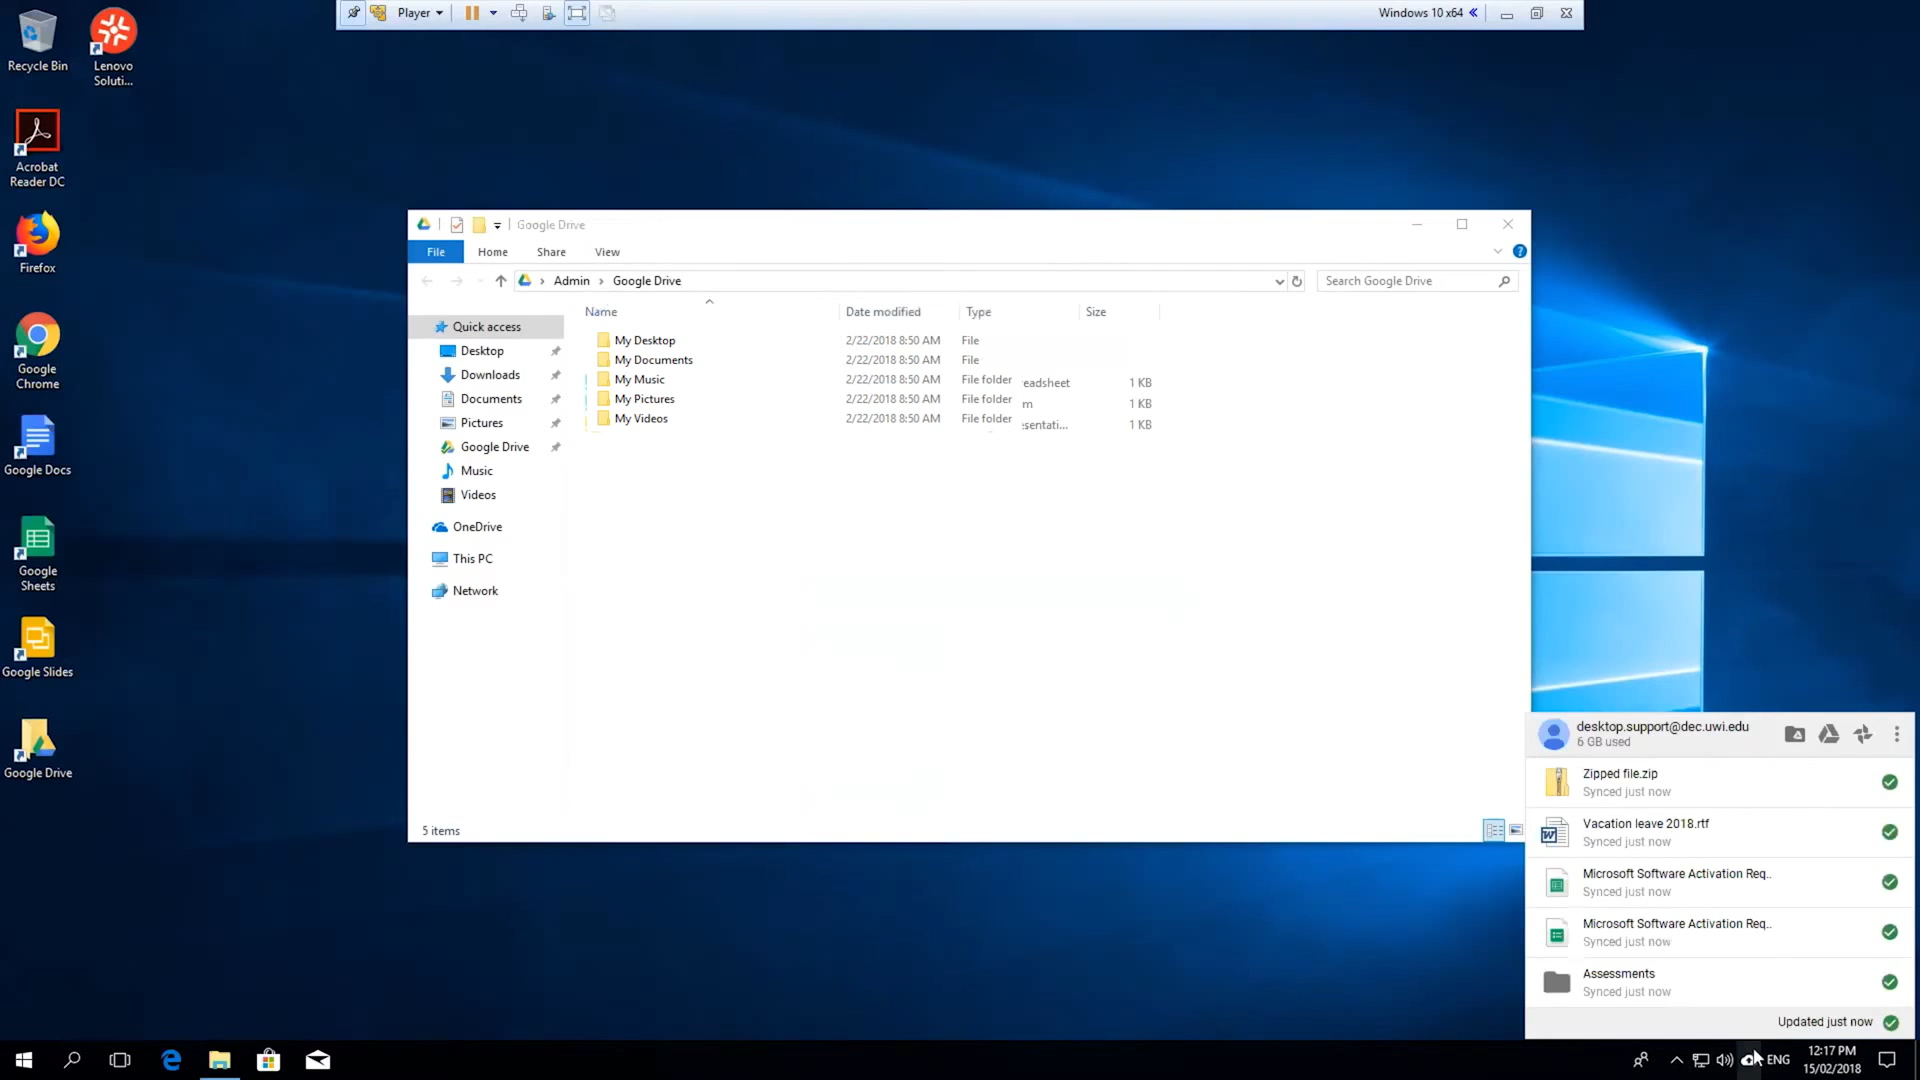 Player
Windows 10 x64
Recycle Bin
Lenovo
Soluti...
Acrobat
Reader DC
Firefox
Google
Chrome
Google Docs
Google
Sheets
Google Slides
Google Drive
Google Drive
File Home Share View
Admin Google Drive
Search Google Drive
Name Date modified Type Size
Quick access
Desktop
Downloads
Documents
Pictures
Google Drive
Music
Videos
OneDrive
This PC
Network
My Desktop 2/22/2018 8:50 AM File
My Documents 2/22/2018 8:50 AM File
My Music 2/22/2018 8:50 AM File folder eadsheet 1 KB
My Pictures 2/22/2018 8:50 AM File folder m 1 KB
My Videos 2/22/2018 8:50 AM File folder sentati... 1 KB
5 items
desktop.support@dec.uwi.edu
6 GB used
Zipped file.zip
Synced just now
Vacation leave 2018.rtf
Synced just now
Microsoft Software Activation Req..
Synced just now
Microsoft Software Activation Req..
Synced just now
Assessments
Synced just now
Updated just now
ENG
12:17 PM
15/02/2018